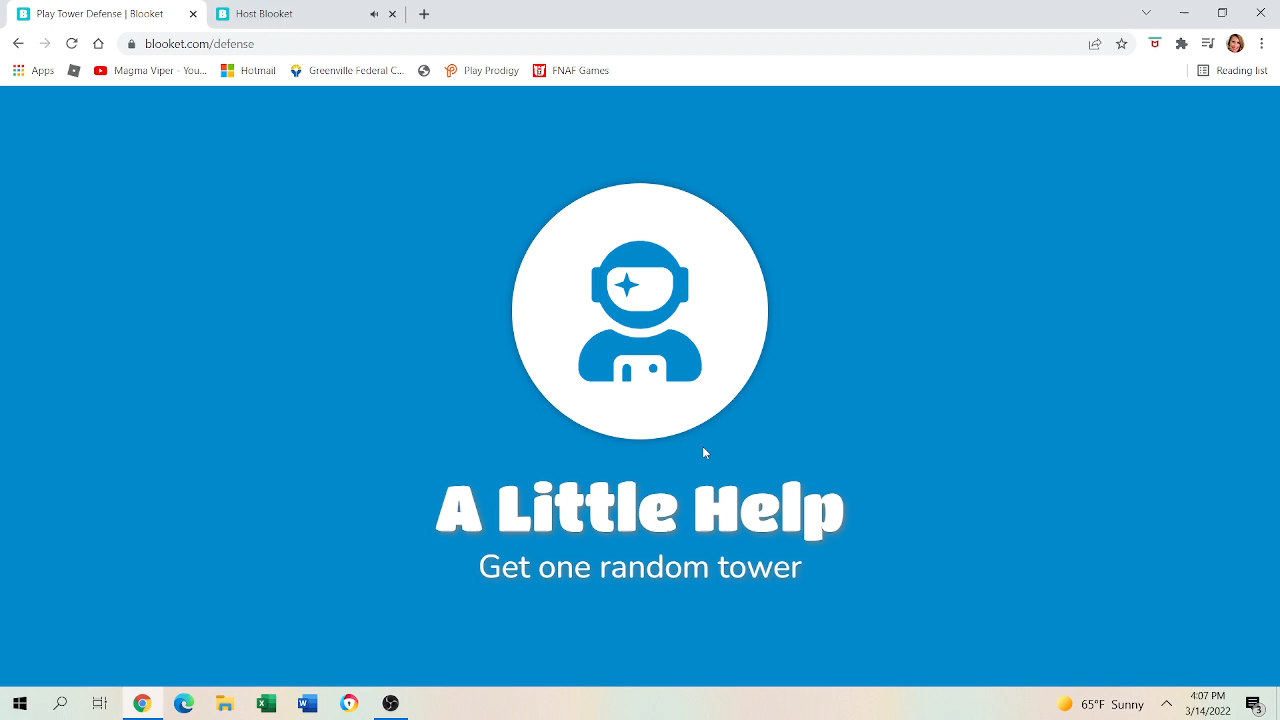 Play Tower Defense | Blooket
Host Blooket
blooket.com/defense
Apps
Magma Viper - You...
Hotmail
Greenville Federal C...
Play Prodigy
FNAF Games
Reading list
A Little Help
Get one random tower
65°F Sunny
4:07 PM
3/14/2022
3